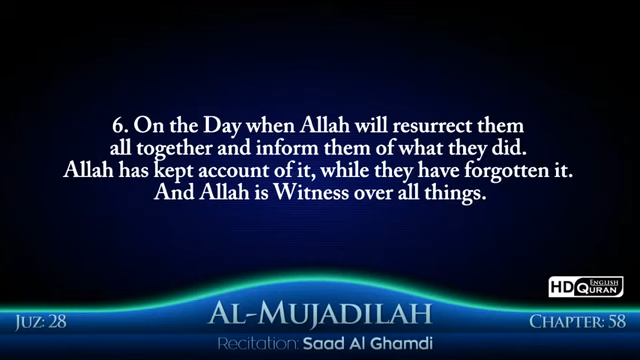 6. On the Day when Allah will resurrect them
all together and inform them of what they did.
Allah has kept account of it, while they have forgotten it.
And Allah is Witness over all things.
HD ENGLISH QURAN
JUZ: 28
AL-MUJADILAH
CHAPTER: 58
Recitation: Saad Al Ghamdi